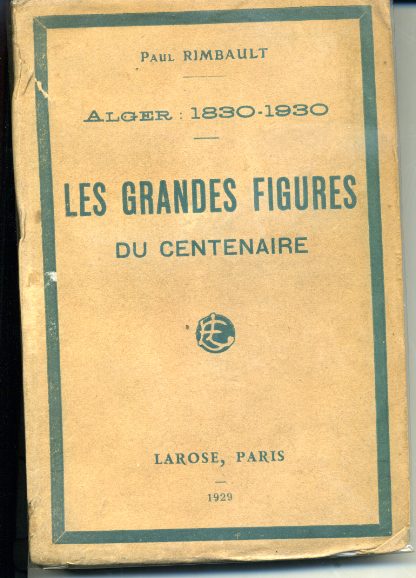 PAUL RIMBAULT
ALGER : 1830-1930
LES GRANDES FIGURES
DU CENTENAIRE
LAROSE, PARIS
1929